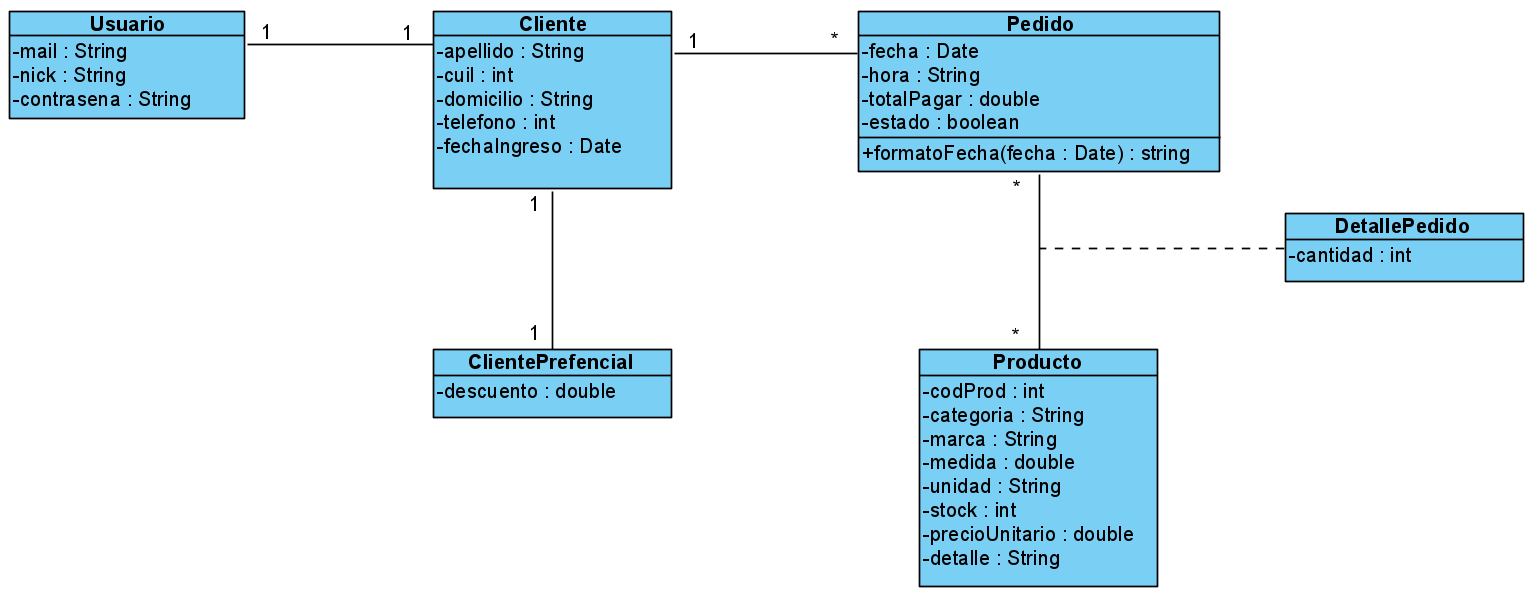 Usuario
-mail : String
-nick : String
-contrasena : String
1
1
Cliente
-apellido : String
-cuil : int
-domicilio : String
-telefono : int
-fechaIngreso : Date
1
*
Pedido
-fecha : Date
-hora : String
-totalPagar : double
-estado : boolean
+formatoFecha(fecha : Date) : string
1
1
ClientePrefencial
-descuento : double
*
*
DetallePedido
-cantidad : int
Producto
-codProd : int
-categoria : String
-marca : String
-medida : double
-unidad : String
-stock : int
-precioUnitario : double
-detalle : String